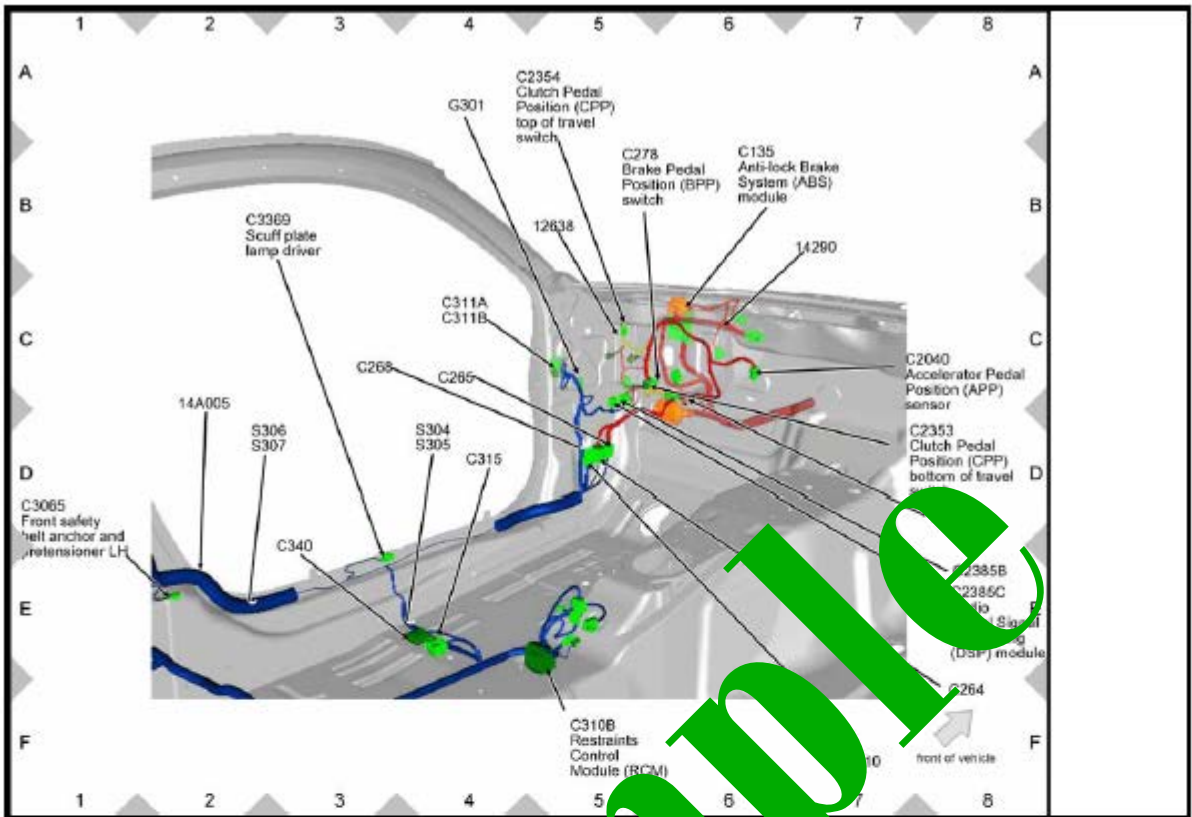 1 2 3 4 5 6 7 8
A A
C2354
Clutch Pedal
Position (CPP)
top of travel
switch
G301
C278
Brake Pedal
Position (BPP)
switch
C135
Anti-lock Brake
System (ABS)
module
B B
C3369
Scuff plate
lamp driver
12638
14290
C311A
C311B
C C
C2040
Accelerator Pedal
Position (APP)
sensor
C268
C265
14A005
S306
S307
S304
S305
C315
C2353
Clutch Pedal
Position (CPP)
bottom of travel
D D
C3065
Front safety
belt anchor and
pretensioner LH
C340
C2385B
C2385C
E E
(DSP) module
C264
C310B
Restraints
Control
Module (RCM)
F F
front of vehicle
1 2 3 4 5 6 7 8
ple